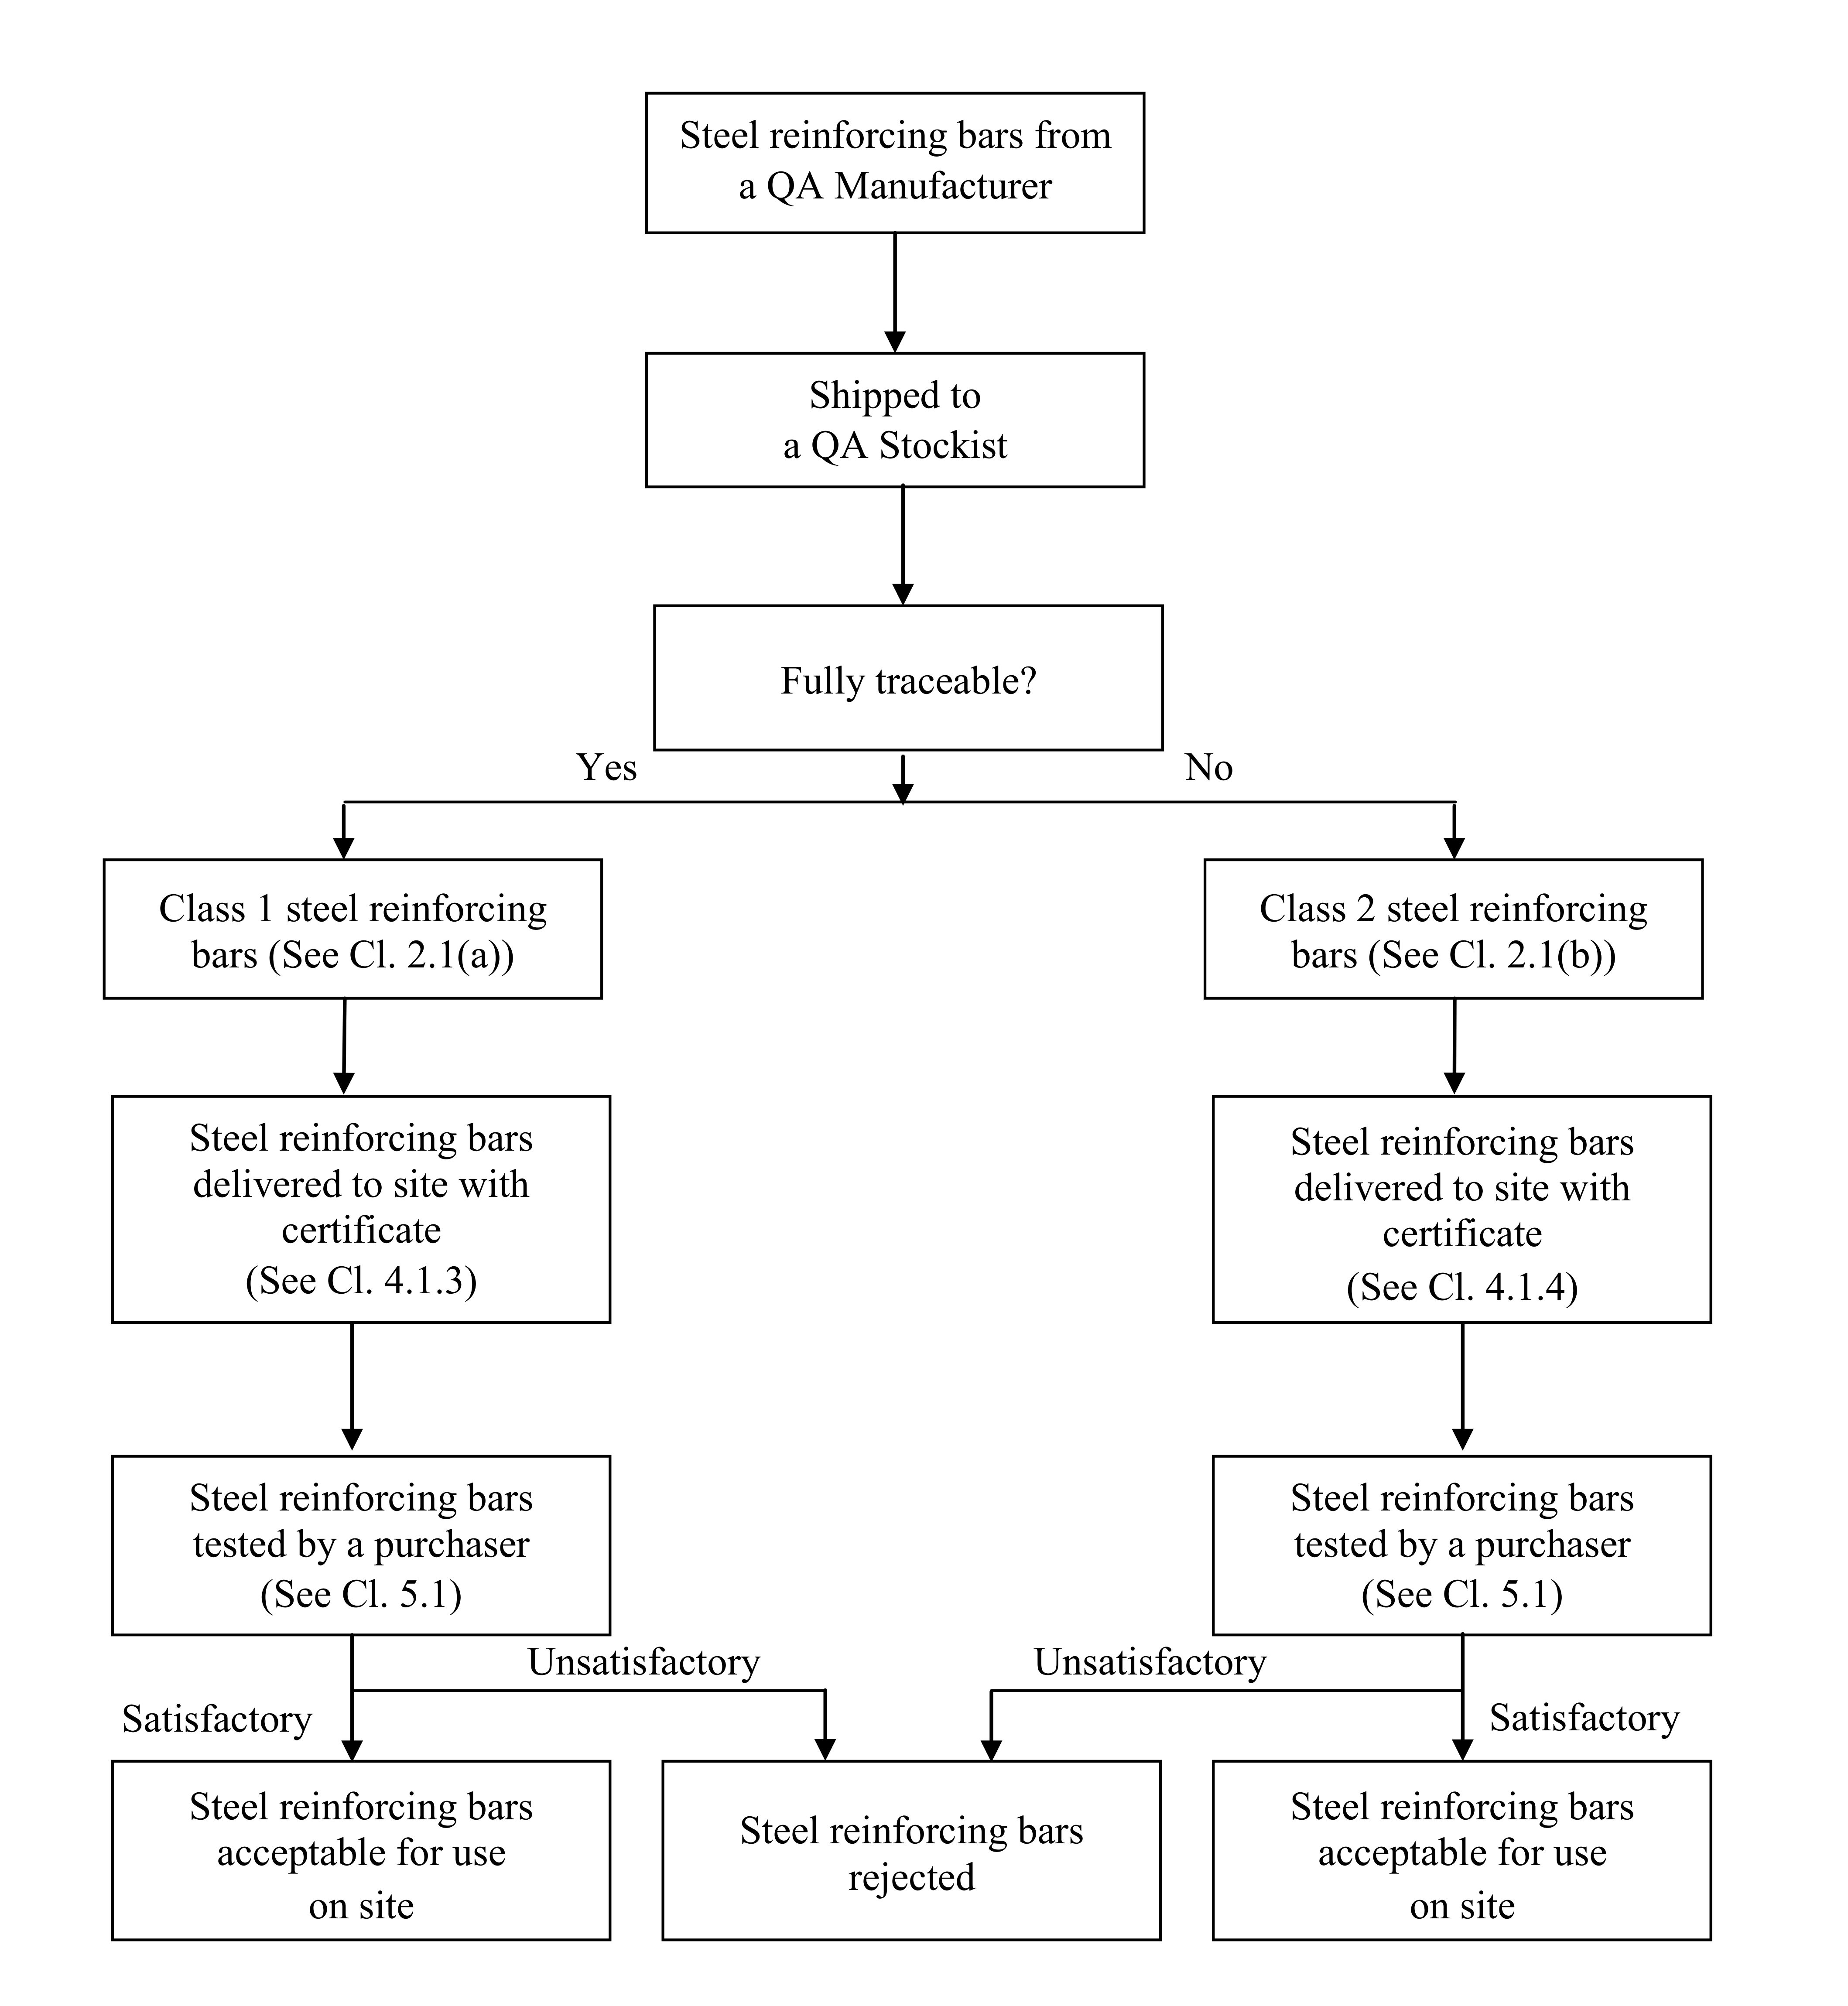 Steel reinforcing bars from
a QA Manufacturer
Shipped to
a QA Stockist
Fully traceable?
Yes
No
Class 1 steel reinforcing
bars (See Cl. 2.1(a))
Class 2 steel reinforcing
bars (See Cl. 2.1(b))
Steel reinforcing bars
delivered to site with
certificate
(See Cl. 4.1.3)
Steel reinforcing bars
delivered to site with
certificate
(See Cl. 4.1.4)
Steel reinforcing bars
tested by a purchaser
(See Cl. 5.1)
Steel reinforcing bars
tested by a purchaser
(See Cl. 5.1)
Unsatisfactory
Unsatisfactory
Satisfactory
Satisfactory
Steel reinforcing bars
acceptable for use
on site
Steel reinforcing bars
rejected
Steel reinforcing bars
acceptable for use
on site